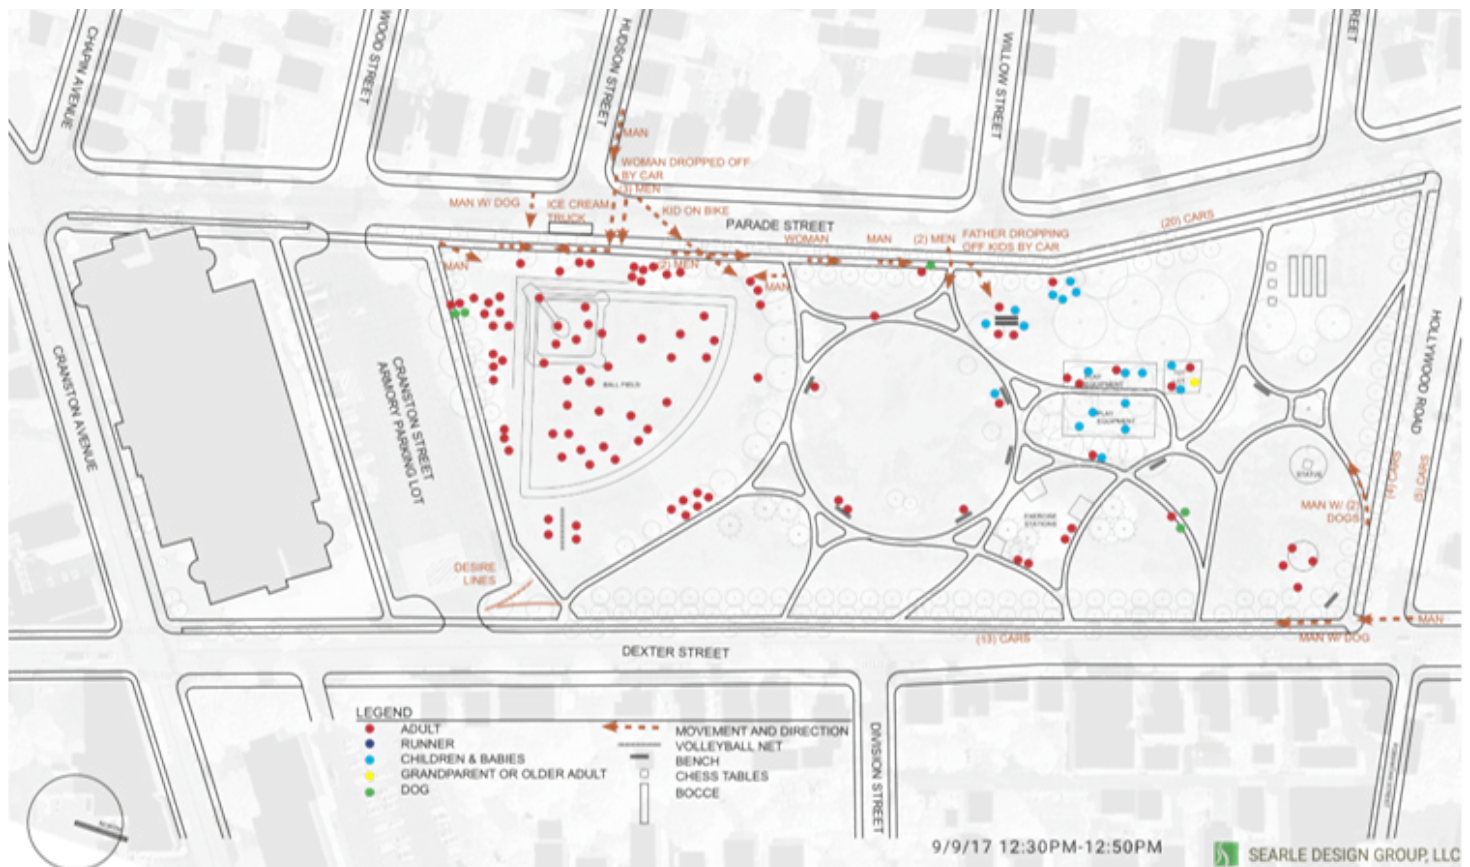 CHAPIN AVENUE
WOOD STREET
HUDSON STREET
WILLOW STREET
REET
MAN
WOMAN DROPPED OFF
BY CAR
(3) MEN
MAN W/ DOG
ICE CREAM
TRUCK
KID ON BIKE
PARADE STREET
(20) CARS
WOMAN
MAN
(2) MEN
FATHER DROPPING
OFF KIDS BY CAR
MAN
(2) MEN
MAN
CRANSTON AVENUE
CRANSTON STREET
ARMORY PARKING LOT
BALL FIELD
PLAY
EQUIPMENT
PLAY
EQUIPMENT
HOLLYWOOD ROAD
STATUE
(4) CARS
(5) CARS
MAN W/ (2)
DOGS
EXERCISE
STATIONS
DESIRE
LINES
MAN
MAN W/ DOG
(13) CARS
DEXTER STREET
DIVISION STREET
LEGEND
ADULT
RUNNER
CHILDREN & BABIES
GRANDPARENT OR OLDER ADULT
DOG
MOVEMENT AND DIRECTION
VOLLEYBALL NET
BENCH
CHESS TABLES
BOCCE
9/9/17 12:30PM-12:50PM
SEARLE DESIGN GROUP, LLC